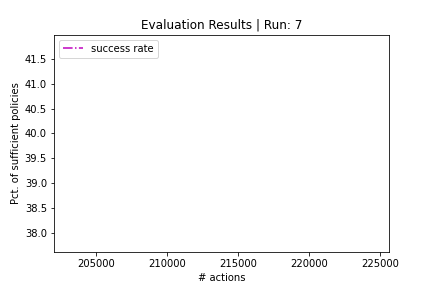 Evaluation Results | Run: 7
success rate
Pct. of sufficient policies
41.5
41.0
40.5
40.0
39.5
39.0
38.5
38.0
205000 210000 215000 220000 225000
# actions